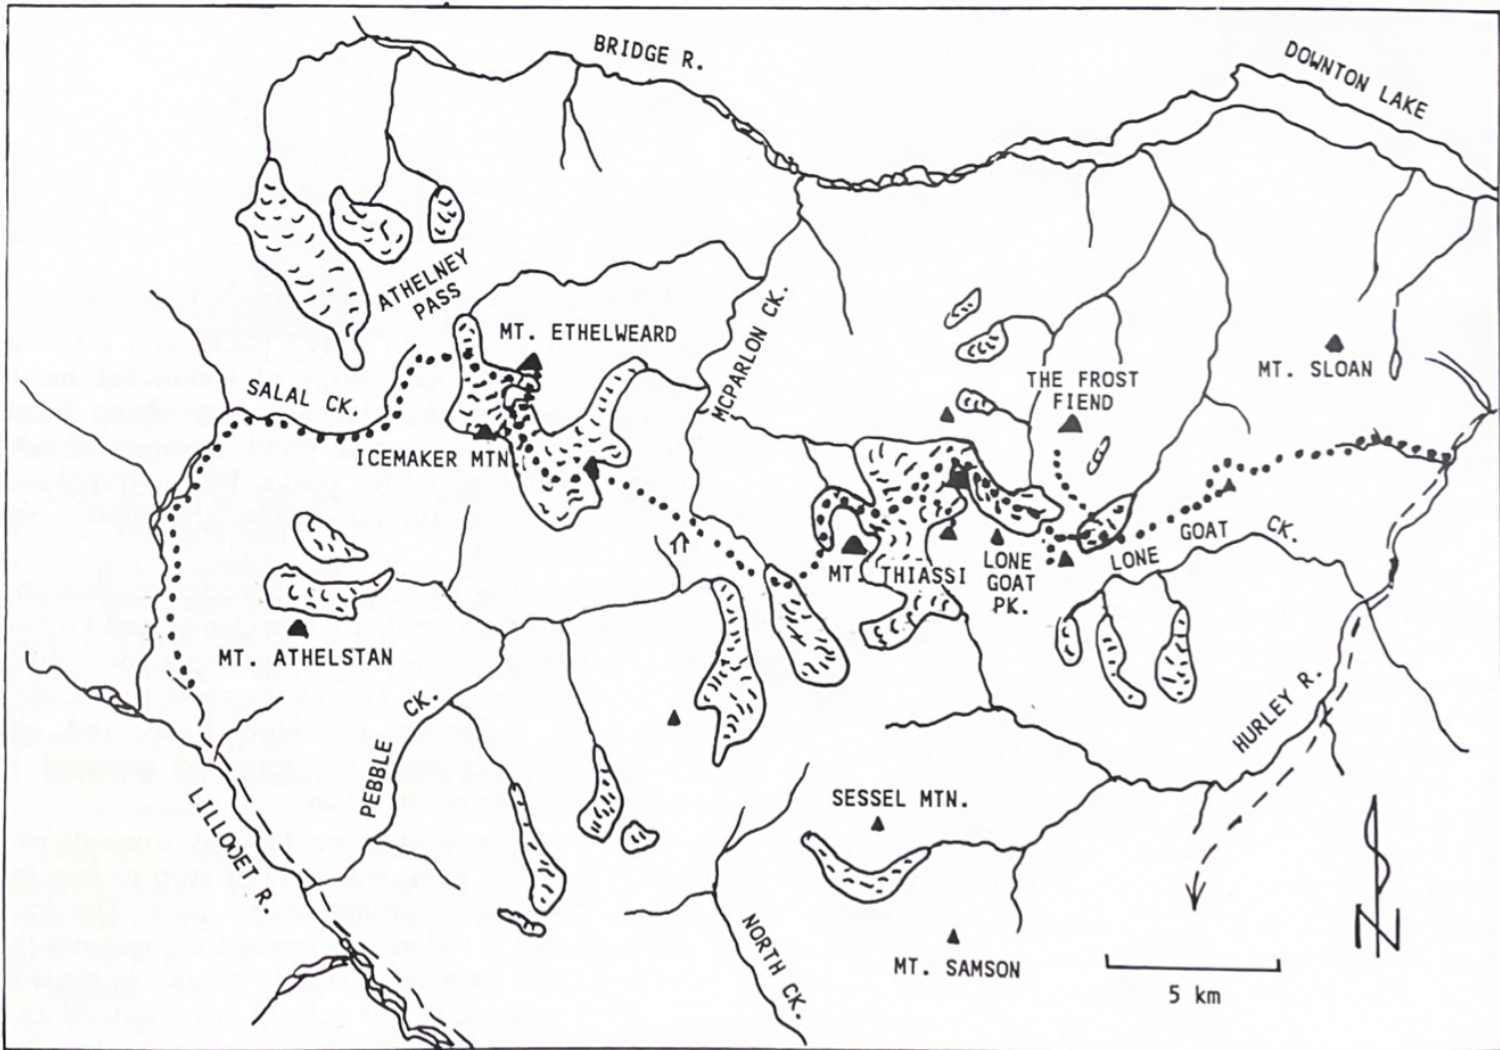 BRIDGE R.
DOWNTON LAKE
ATHELNEY
PASS
MT. ETHELWEARD
MCPARLON CK.
SALAL CK.
THE FROST
FIEND
MT. SLOAN
ICEMAKER MTN.
MT. THIASSI
LONE
GOAT
PK.
LONE GOAT CK.
MT. ATHELSTAN
PEBBLE CK.
HURLEY R.
LILLOOET R.
SESSEL MTN.
NORTH CK.
MT. SAMSON
N
5 km